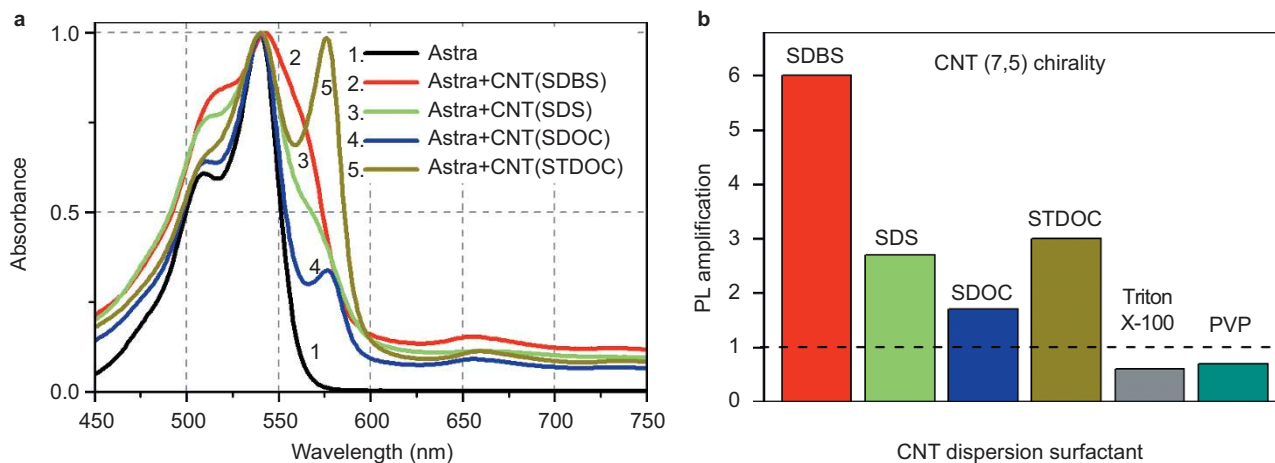 a
Absorbance
1.0
0.5
0.0
450 500 550 600 650 700 750
Wavelength (nm)
1. Astra
2. Astra+CNT(SDBS)
3. Astra+CNT(SDS)
4. Astra+CNT(SDOC)
5. Astra+CNT(STDOC)
2
5
3
4
1
b
PL amplification
6
5
4
3
2
1
0
CNT (7,5) chirality
SDBS
SDS
SDOC
STDOC
Triton
X-100
PVP
CNT dispersion surfactant